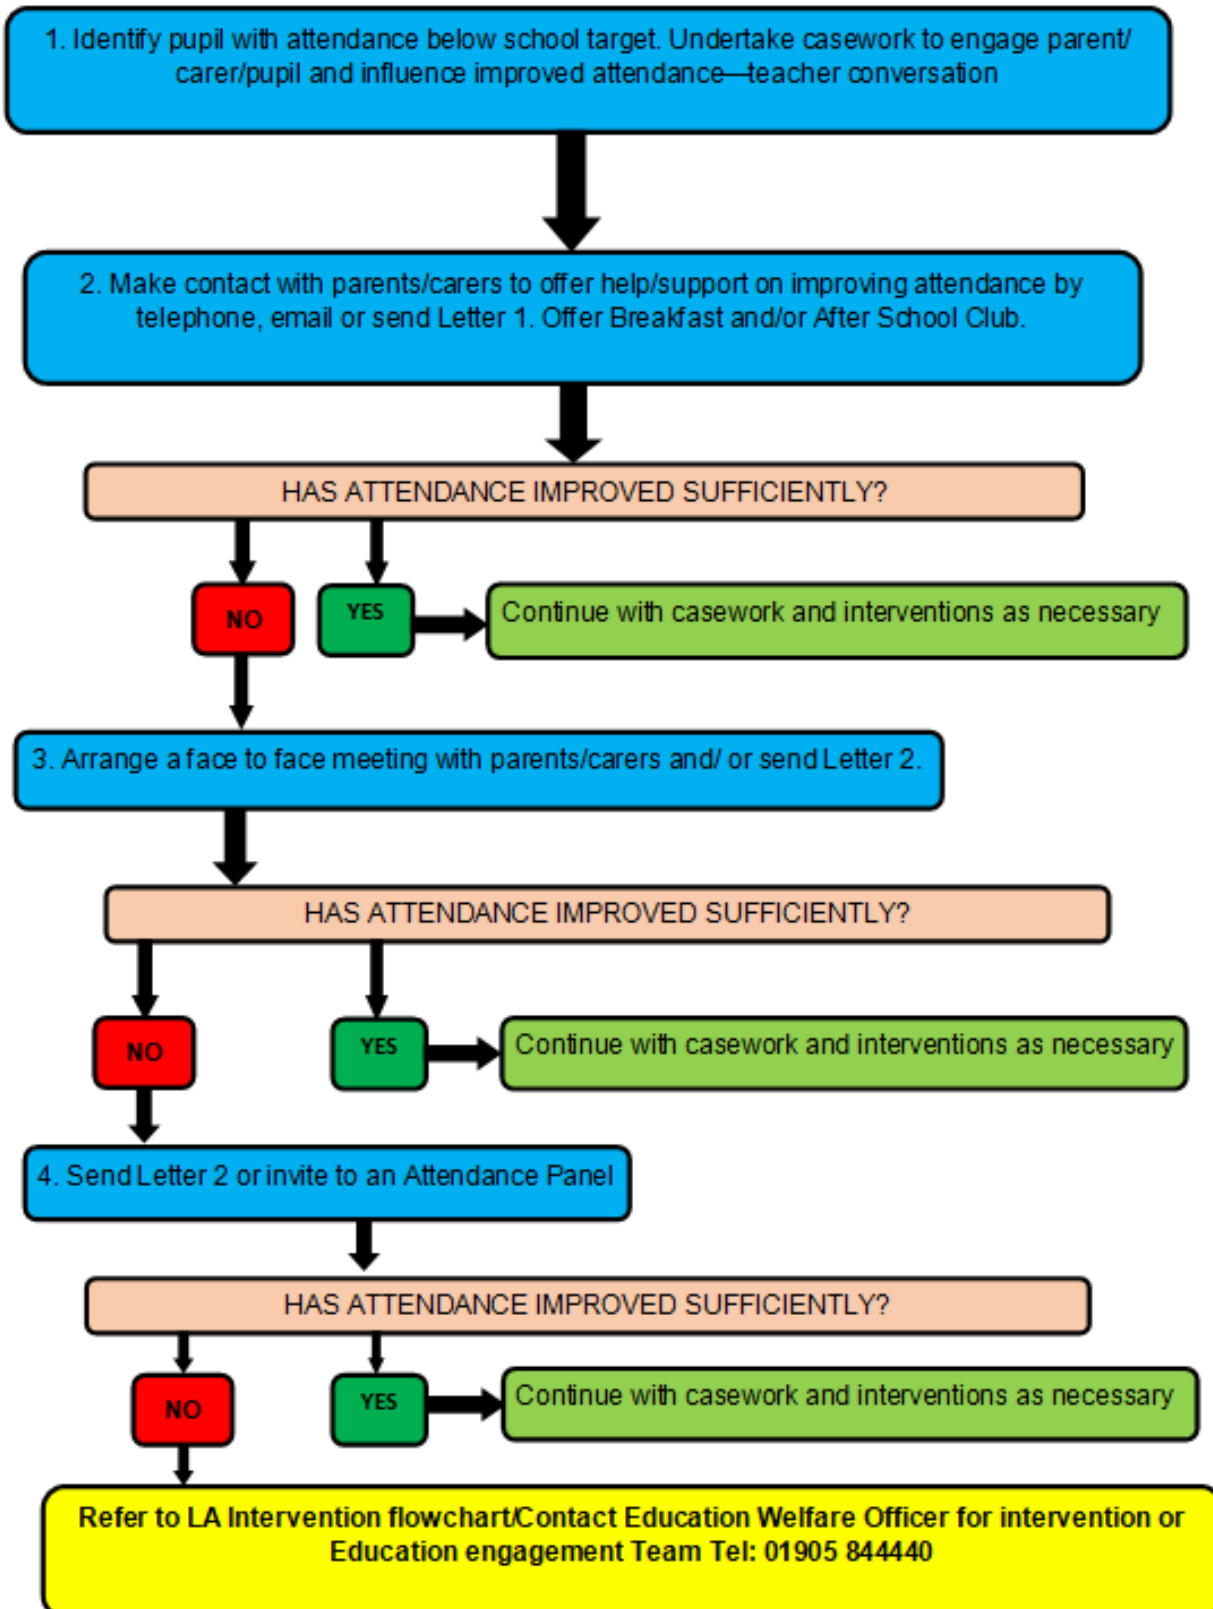 1. Identify pupil with attendance below school target. Undertake casework to engage parent/
carer/pupil and influence improved attendance—teacher conversation
2. Make contact with parents/carers to offer help/support on improving attendance by
telephone, email or send Letter 1. Offer Breakfast and/or After School Club.
HAS ATTENDANCE IMPROVED SUFFICIENTLY?
NO
YES
Continue with casework and interventions as necessary
3. Arrange a face to face meeting with parents/carers and/ or send Letter 2.
HAS ATTENDANCE IMPROVED SUFFICIENTLY?
NO
YES
Continue with casework and interventions as necessary
4. Send Letter 2 or invite to an Attendance Panel
HAS ATTENDANCE IMPROVED SUFFICIENTLY?
NO
YES
Continue with casework and interventions as necessary
Refer to LA Intervention flowchart/Contact Education Welfare Officer for intervention or
Education engagement Team Tel: 01905 844440